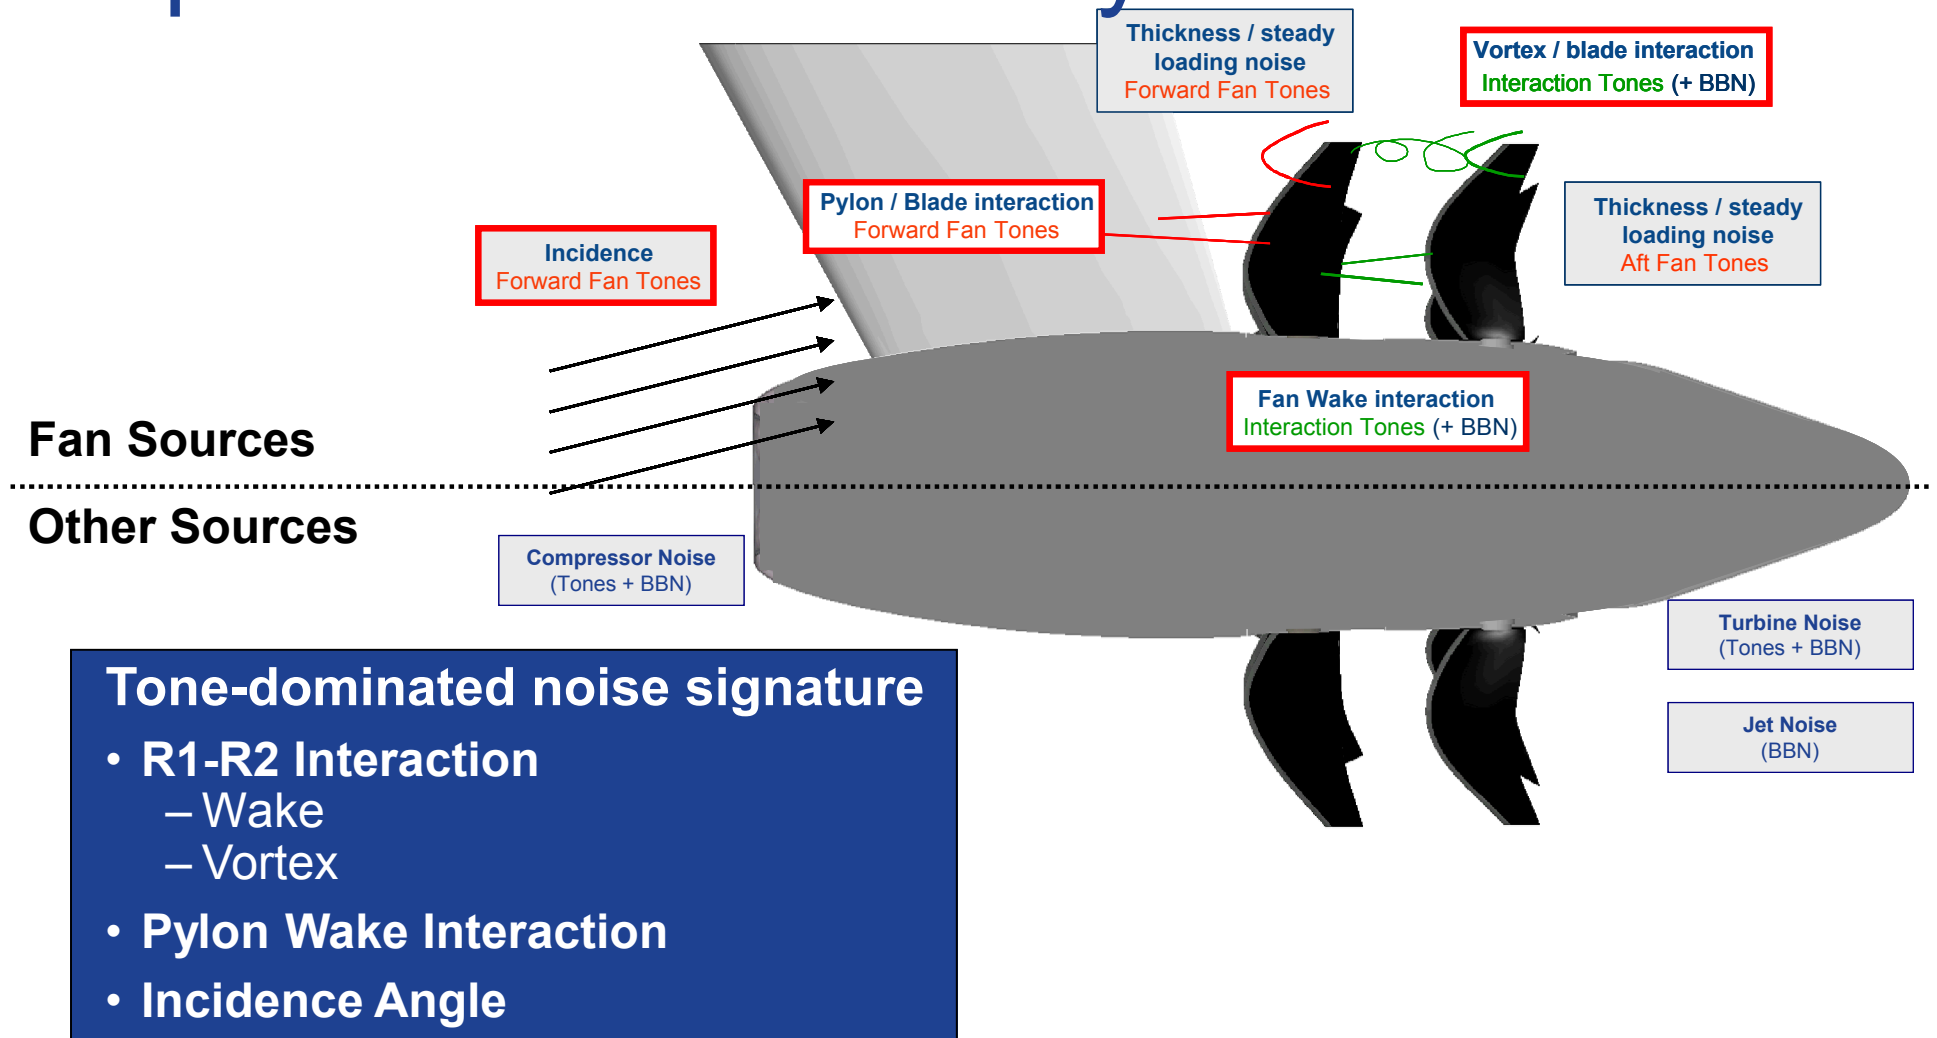 Thickness / steady
loading noise
Forward Fan Tones
Vortex / blade interaction
Interaction Tones (+ BBN)
Pylon / Blade interaction
Forward Fan Tones
Thickness / steady
loading noise
Aft Fan Tones
Incidence
Forward Fan Tones
Fan Wake interaction
Interaction Tones (+ BBN)
Fan Sources
Other Sources
Compressor Noise
(Tones + BBN)
Turbine Noise
(Tones + BBN)
Jet Noise
(BBN)
Tone-dominated noise signature
• R1-R2 Interaction
– Wake
– Vortex
• Pylon Wake Interaction
• Incidence Angle